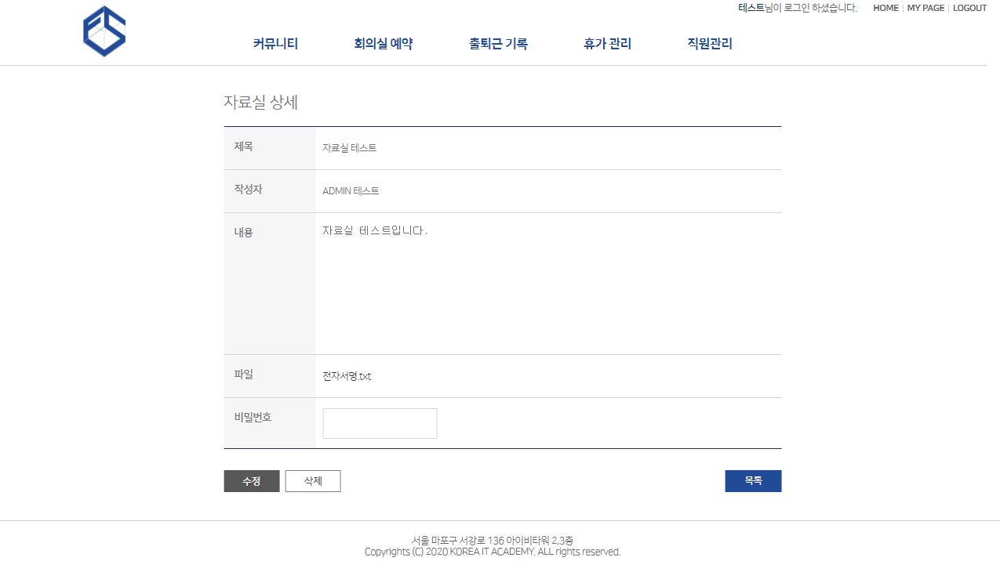 테스트님이 로그인 하셨습니다. HOME | MY PAGE | LOGOUT
FS
커뮤니티 회의실 예약 출퇴근 기록 휴가 관리 직원관리
자료실 상세
제목 자료실 테스트
작성자 ADMIN 테스트
내용 자료실 테스트입니다.
파일 전자서명.txt
비밀번호
수정 삭제 목록
서울 마포구 서강로 136 아이비타워 2,3층
Copyrights (C) 2020 KOREA IT ACADEMY. ALL rights reserved.